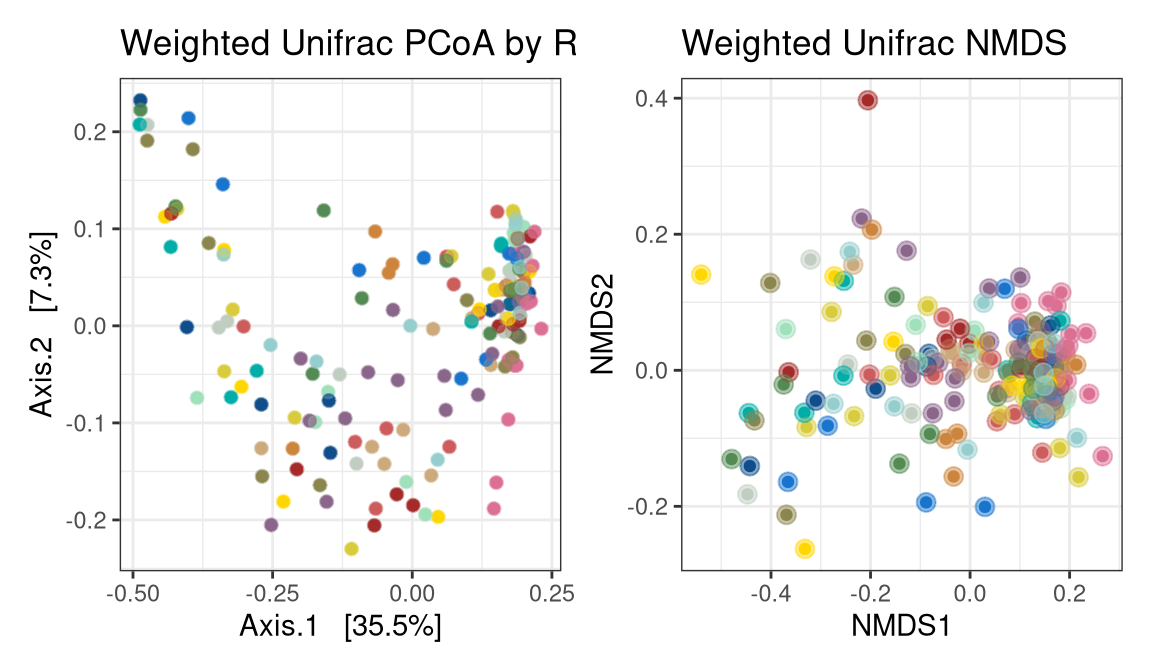 Weighted Unifrac PCoA by R
Weighted Unifrac NMDS
Axis.2 [7.3%]
0.2
0.1
0.0
-0.1
-0.2
-0.50
-0.25
0.00
0.25
Axis.1 [35.5%]
NMDS2
0.4
0.2
0.0
-0.2
-0.4
-0.2
0.0
0.2
NMDS1